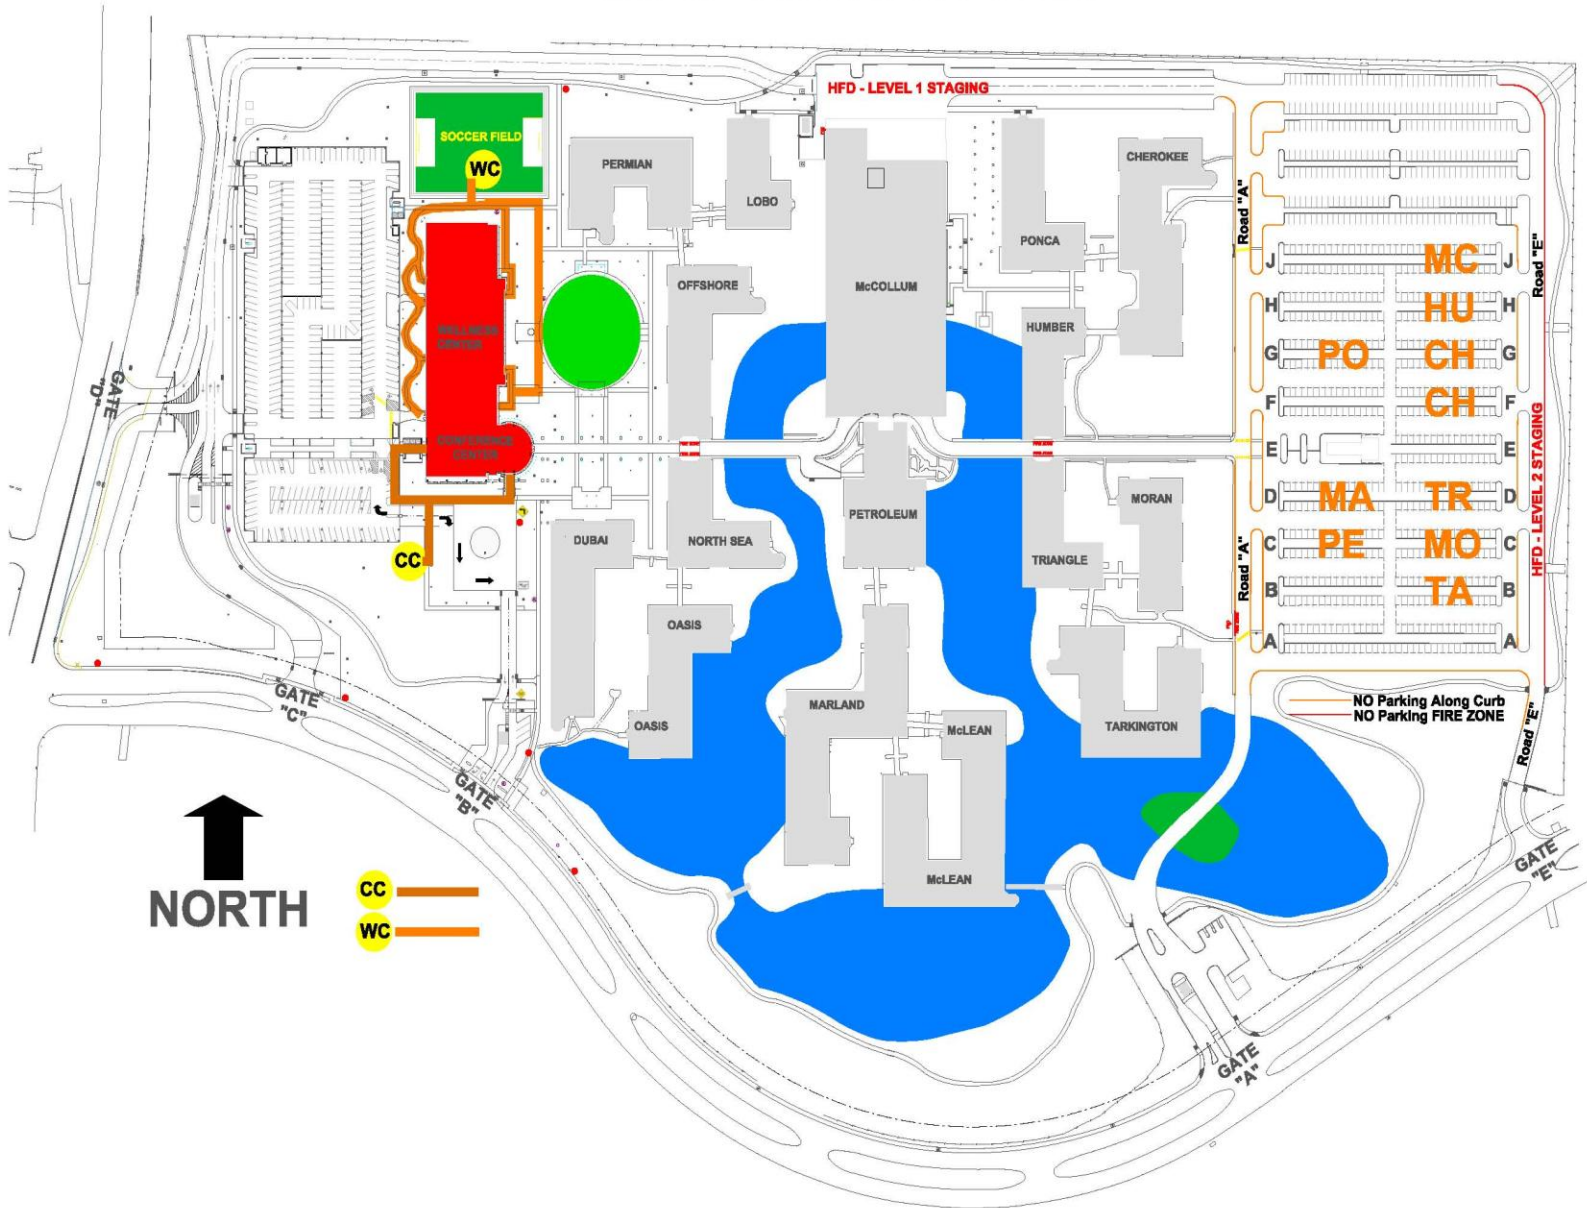 HFD - LEVEL 1 STAGING
SOCCER FIELD
WC
PERMIAN
LOBO
CHEROKEE
PONCA
Road "A"
J
MC
J
Road "E"
OFFSHORE
McCOLLUM
H
HU
H
WELLNESS
CENTER
HUMBER
G
PO
CH
G
GATE
"D"
F
CH
F
CONFERENCE
CENTER
E
E
HFD - LEVEL 2 STAGING
D
MA
TR
D
MORAN
PETROLEUM
DUBAI
NORTH SEA
C
PE
MO
C
CC
TRIANGLE
Road "A"
B
TA
B
OASIS
A
A
GATE
"C"
MARLAND
McLEAN
OASIS
TARKINGTON
NO Parking Along Curb
NO Parking FIRE ZONE
Road "E"
GATE
"B"
NORTH
CC
WC
McLEAN
GATE
"E"
GATE
"A"